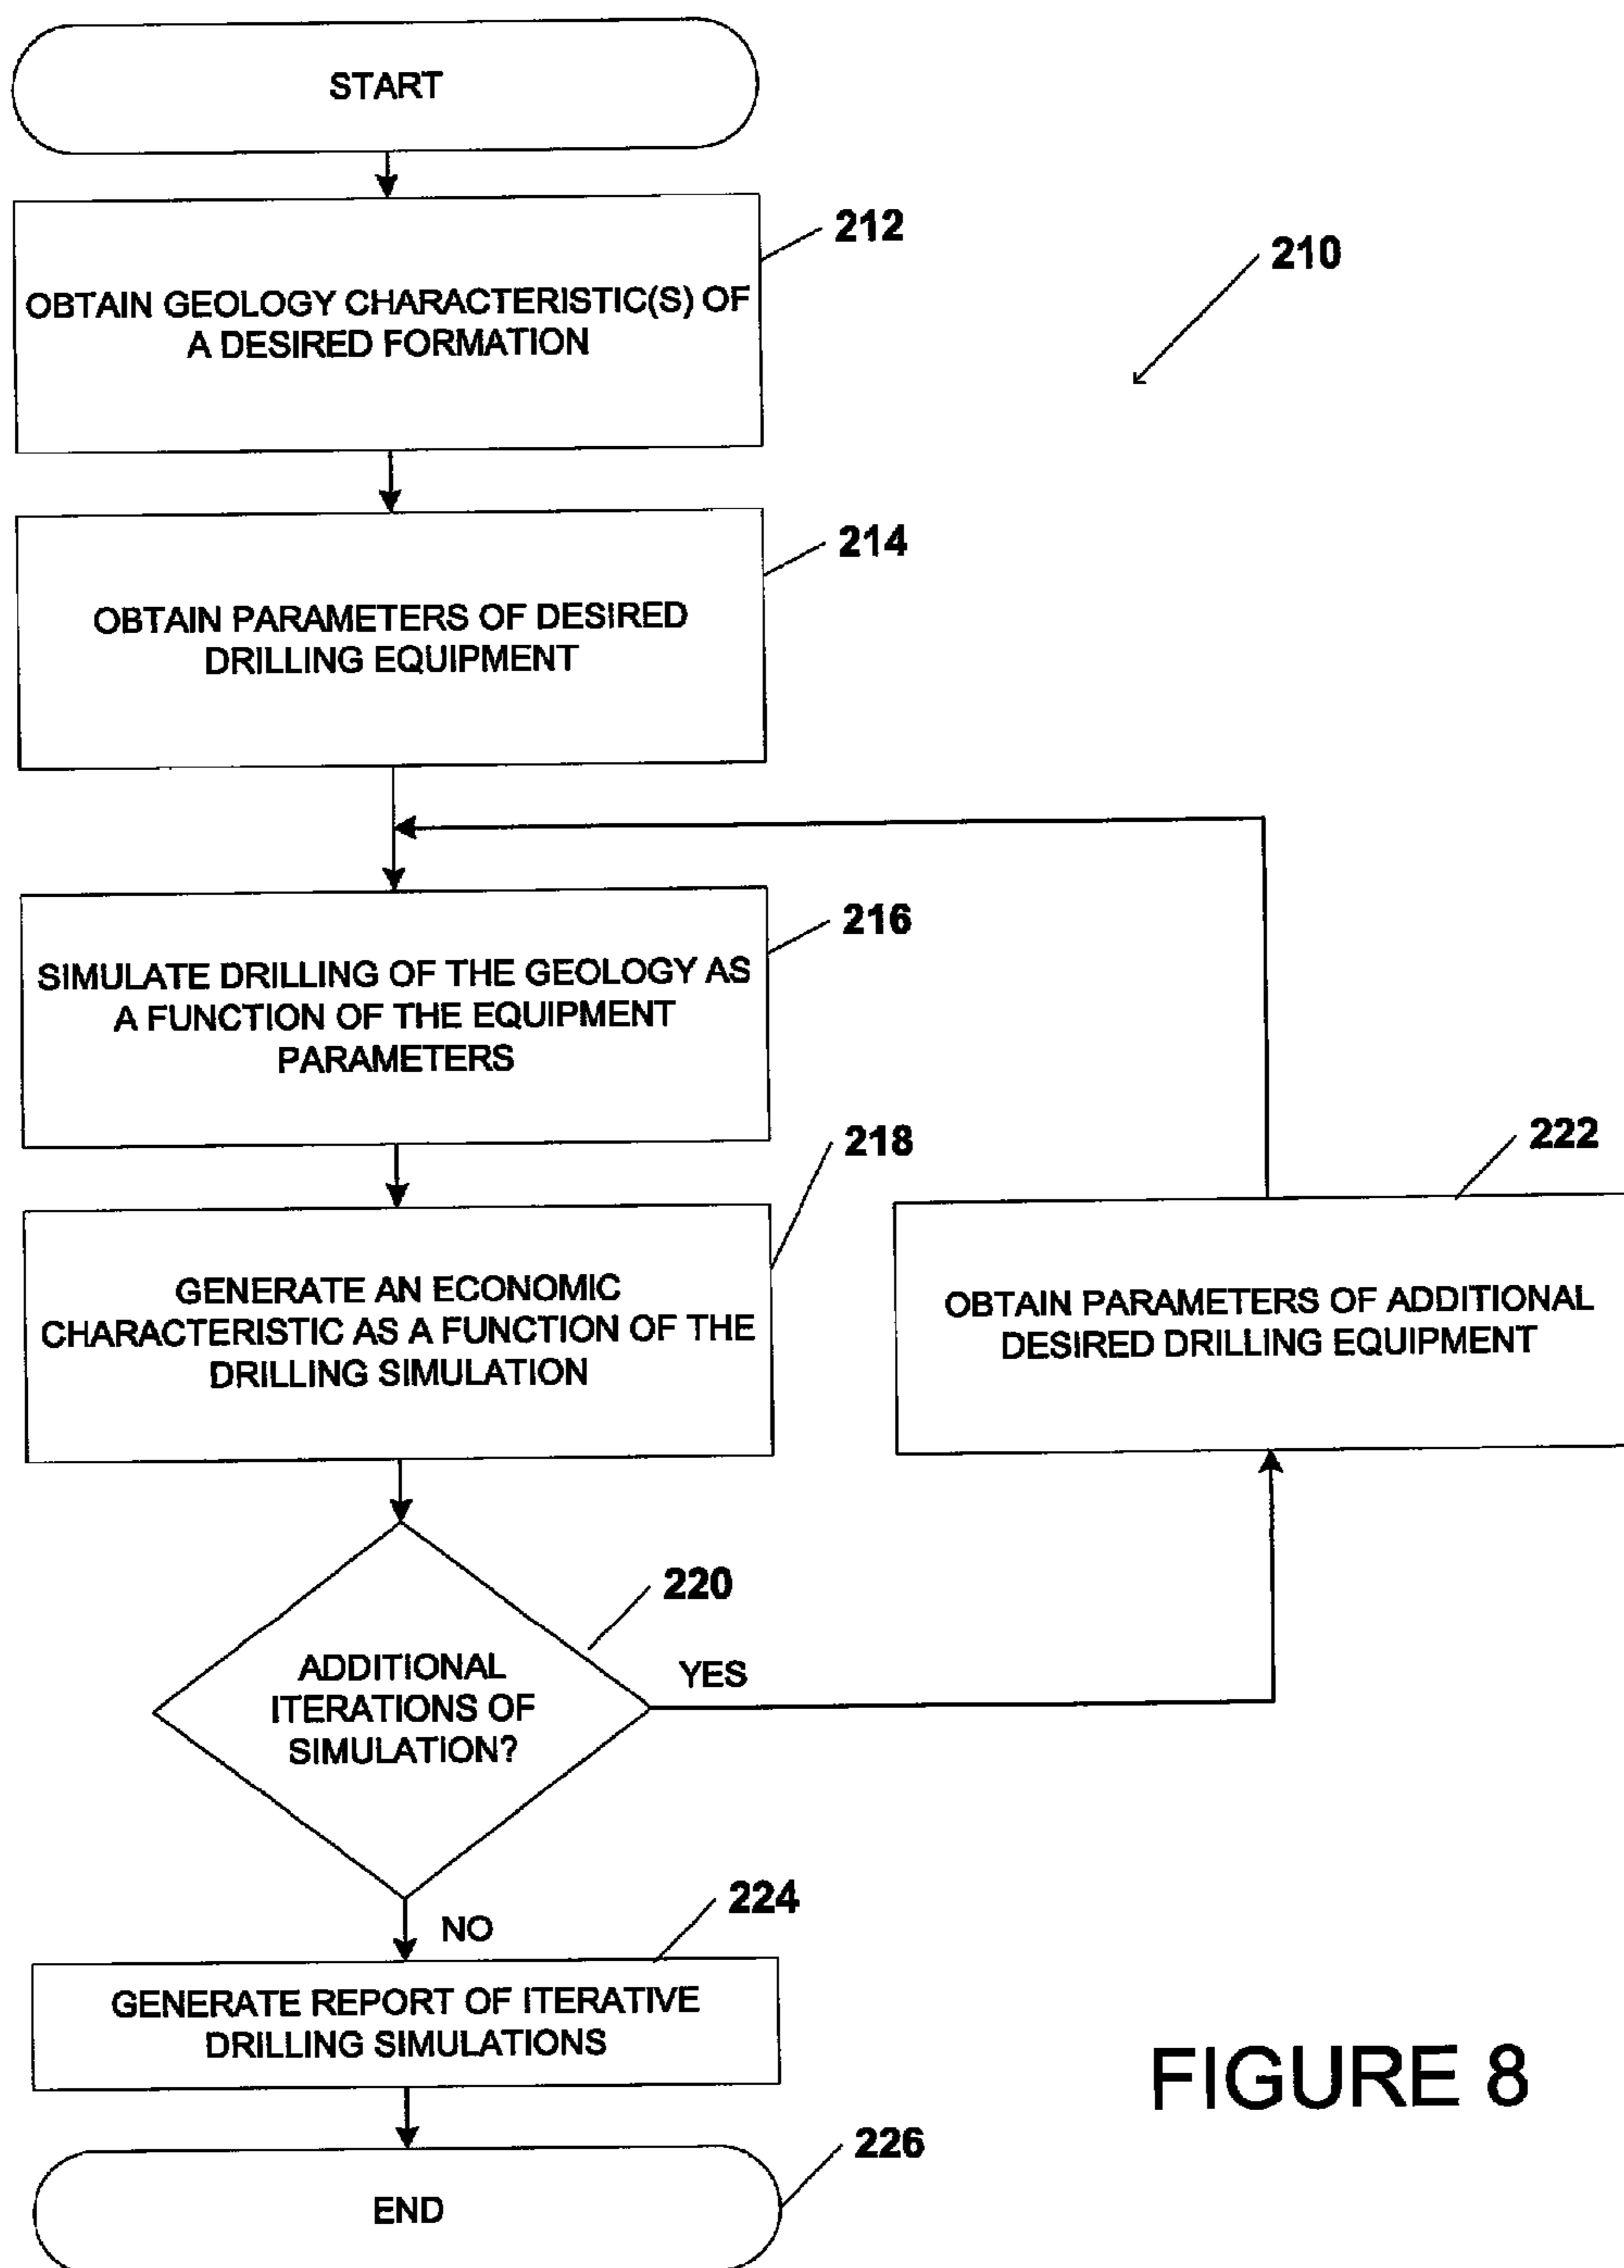 START
212
210
OBTAIN GEOLOGY CHARACTERISTIC(S) OF
A DESIRED FORMATION
214
OBTAIN PARAMETERS OF DESIRED
DRILLING EQUIPMENT
216
SIMULATE DRILLING OF THE GEOLOGY AS
A FUNCTION OF THE EQUIPMENT
PARAMETERS
218
222
GENERATE AN ECONOMIC
CHARACTERISTIC AS A FUNCTION OF THE
DRILLING SIMULATION
OBTAIN PARAMETERS OF ADDITIONAL
DESIRED DRILLING EQUIPMENT
220
ADDITIONAL
ITERATIONS OF
SIMULATION?
YES
224
NO
GENERATE REPORT OF ITERATIVE
DRILLING SIMULATIONS
FIGURE 8
226
END